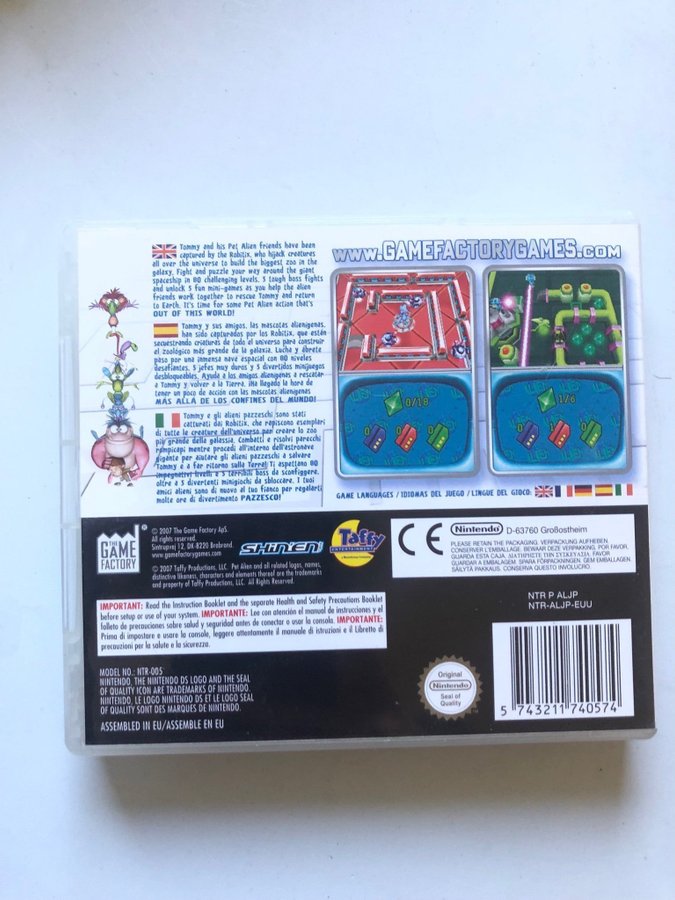 Tommy and his Pet Alien friends have been
captured by the Robitix, who hijack creatures
all over the universe to build the biggest zoo in the
galaxy. Fight and puzzle your way around the giant
spaceship in 80 challenging levels, 5 tough boss fights
and unlock 5 fun mini-games as you help the alien
friends work together to rescue Tommy and return
to Earth. It's time for some Pet Alien action that's
OUT OF THIS WORLD!
Tommy y sus amigos, las mascotas alienígenas,
han sido capturados por los Robitix, que están
secuestrando criaturas de todo el universo para construir
el zoológico más grande de la galaxia. Lucha y ábrete
paso por una inmensa nave espacial con 80 niveles
desafiantes, 5 jefes muy duros y 5 divertidos minijuegos
desbloqueables. Ayude a los amigos alienígenas a rescatar
a Tommy y volver a la Tierra. ¡Ha llegado la hora de
tener un poco de acción con las mascotas alienígenas
MÁS ALLÁ DE LOS CONFINES DEL MUNDO!
Tommy e gli alieni pazzeschi sono stati
catturati dai Robitix, che rapiscono esemplari
di tutte le creature dell'universo per creare lo zoo
più grande della galassia. Combatti e risolvi parecchi
rompicapi mentre procedi all'interno dell'astronave
gigante per aiutare gli alieni pazzeschi a salvare
Tommy e a far ritorno sulla Terra! Ti aspettano 80
impegnativi livelli e 5 terribili boss da sconfiggere,
oltre a 5 divertenti minigiochi da sbloccare. I tuoi
amici alieni sono di nuovo al tuo fianco per regalarti
molte ore di divertimento PAZZESCO!
WWW.GAMEFACTORYGAMES.COM
0/18
0 1 0
1/6
0 1 0
GAME LANGUAGES / IDIOMAS DEL JUEGO / LINGUE DEL GIOCO:
THE GAME FACTORY
© 2007 The Game Factory ApS.
All rights reserved.
Sintrupvej 12, DK-8220 Brabrand.
www.gamefactorygames.com
© 2007 Taffy Productions, LLC Pet Alien and all related logos, names,
distinctive likeness, characters and elements thereof are the trademarks
and property of Taffy Productions, LLC. All Rights Reserved.
SHIN'EN
Taffy
ENTERTAINMENT
CE
Nintendo D-63760 Großostheim
PLEASE RETAIN THE PACKAGING. VERPACKUNG AUFHEBEN.
CONSERVER L'EMBALLAGE. BEWAAR DEZE VERPAKKING, POR FAVOR,
GUARDA ESTA CAJA. ΔΙΑΤΗΡΗΣΤΕ ΤΗΝ ΣΥΣΚΕΥΑΣΙΑ, FAVOR
GUARDAR A EMBALAGEM. SPARA FÖRPACKNINGEN. GEM EMBALLAGEN
SÄILYTÄ PAKKAUS. CONSERVA QUESTO INVOLUCRO.
NTR P ALJP
NTR-ALJP-EUU
IMPORTANT: Read the Instruction Booklet and the separate Health and Safety Precautions Booklet
before setup or use of your system. IMPORTANTE: Lee con atención el manual de instrucciones y el
folleto de precauciones sobre salud y seguridad antes de conectar o usar la consola. IMPORTANTE:
Prima di impostare o usare la console, leggere attentamente il manuale di istruzioni e il Libretto di
precauzioni per la salute e la sicurezza.
MODEL NO.: NTR-005
NINTENDO, THE NINTENDO DS LOGO AND THE SEAL
OF QUALITY ICON ARE TRADEMARKS OF NINTENDO.
NINTENDO, LE LOGO NINTENDO DS ET LE LOGO SEAL
OF QUALITY SONT DES MARQUES DE NINTENDO.
ASSEMBLED IN EU/ASSEMBLE EN EU
Original
Nintendo
Seal of
Quality
5 743211 740574